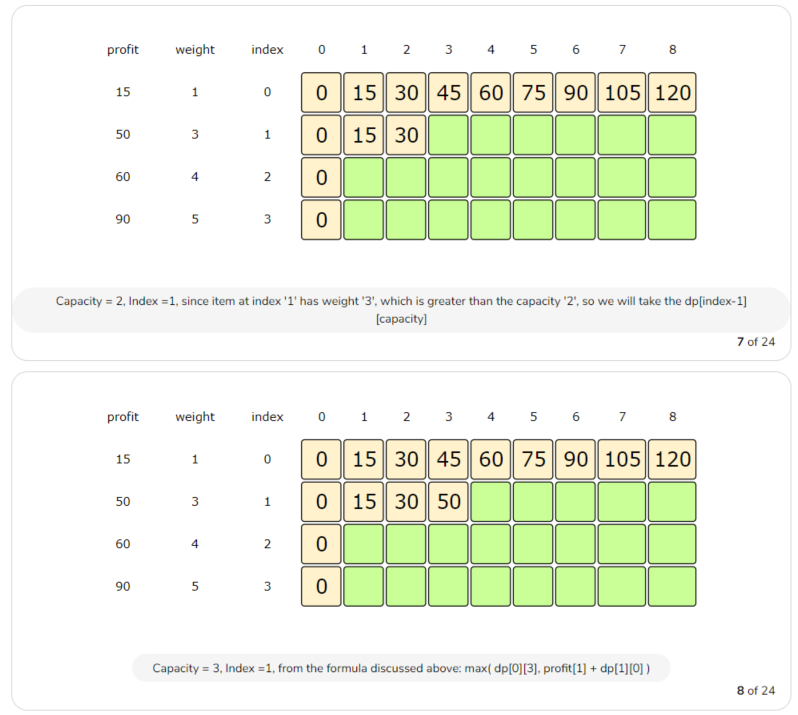 profit weight index 0 1 2 3 4 5 6 7 8
15 1 0 0 15 30 45 60 75 90 105 120
50 3 1 0 15 30
60 4 2 0
90 5 3 0
Capacity = 2, Index =1, since item at index '1' has weight '3', which is greater than the capacity '2', so we will take the dp[index-1]
[capacity]
7 of 24
profit weight index 0 1 2 3 4 5 6 7 8
15 1 0 0 15 30 45 60 75 90 105 120
50 3 1 0 15 30 50
60 4 2 0
90 5 3 0
Capacity = 3, Index =1, from the formula discussed above: max( dp[0][3], profit[1] + dp[1][0] )
8 of 24